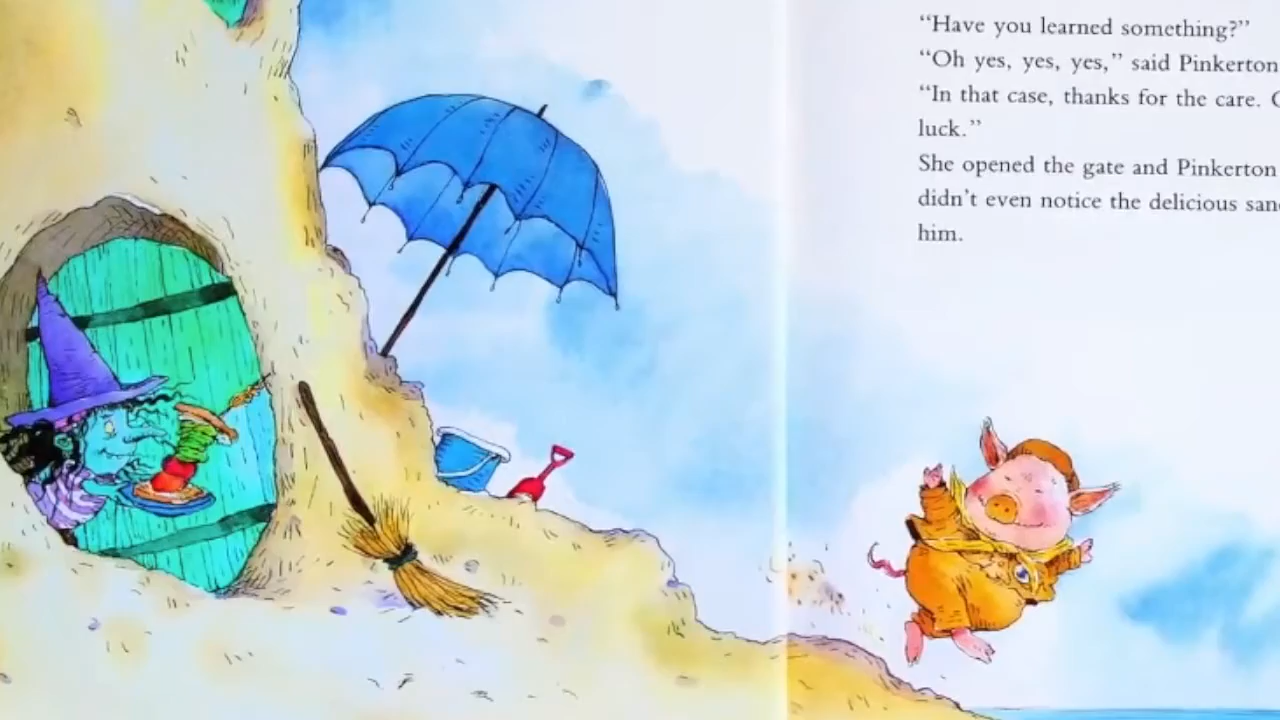 “Have you learned something?”
“Oh yes, yes, yes,” said Pinkerton
“In that case, thanks for the care.
luck.”
She opened the gate and Pinkerton
didn’t even notice the delicious
him.